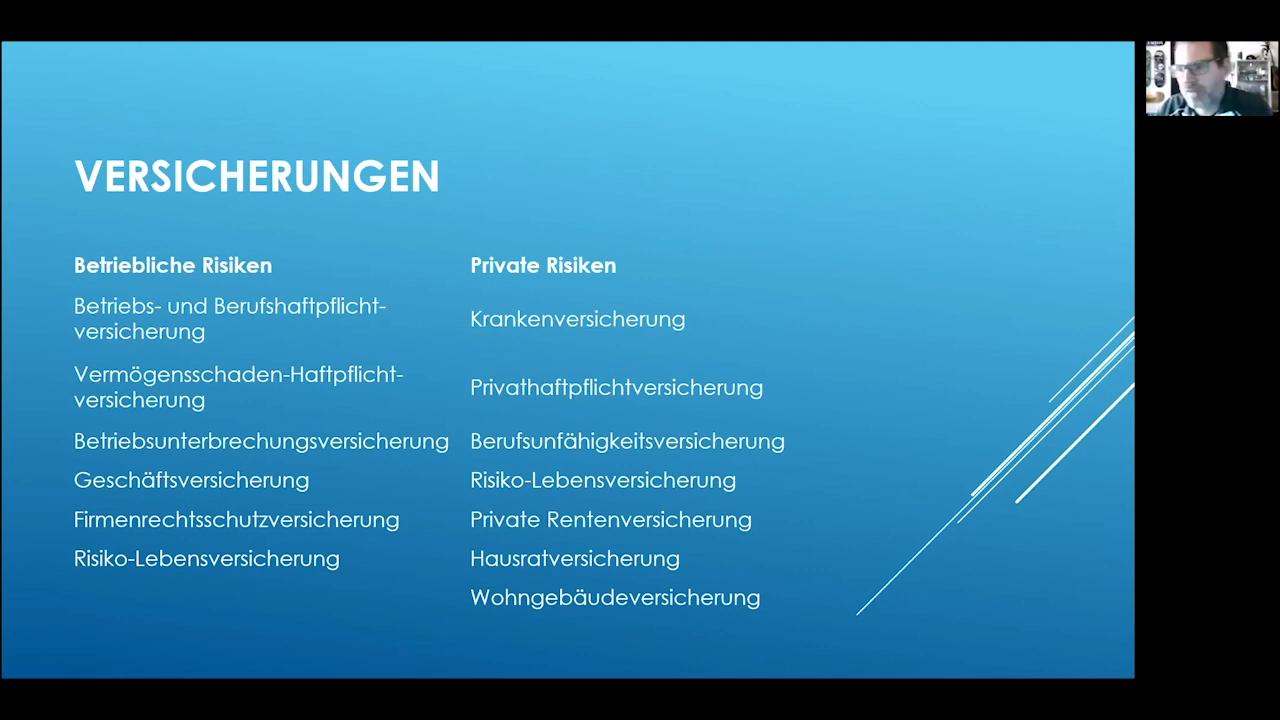 VERSICHERUNGEN
Betriebliche Risiken
Private Risiken
Betriebs- und Berufshaftpflicht-
versicherung
Krankenversicherung
Vermögensschaden-Haftpflicht-
versicherung
Privathaftpflichtversicherung
Betriebsunterbrechungsversicherung
Berufsunfähigkeitsversicherung
Geschäftsversicherung
Risiko-Lebensversicherung
Firmenrechtsschutzversicherung
Private Rentenversicherung
Risiko-Lebensversicherung
Hausratversicherung
Wohngebäudeversicherung